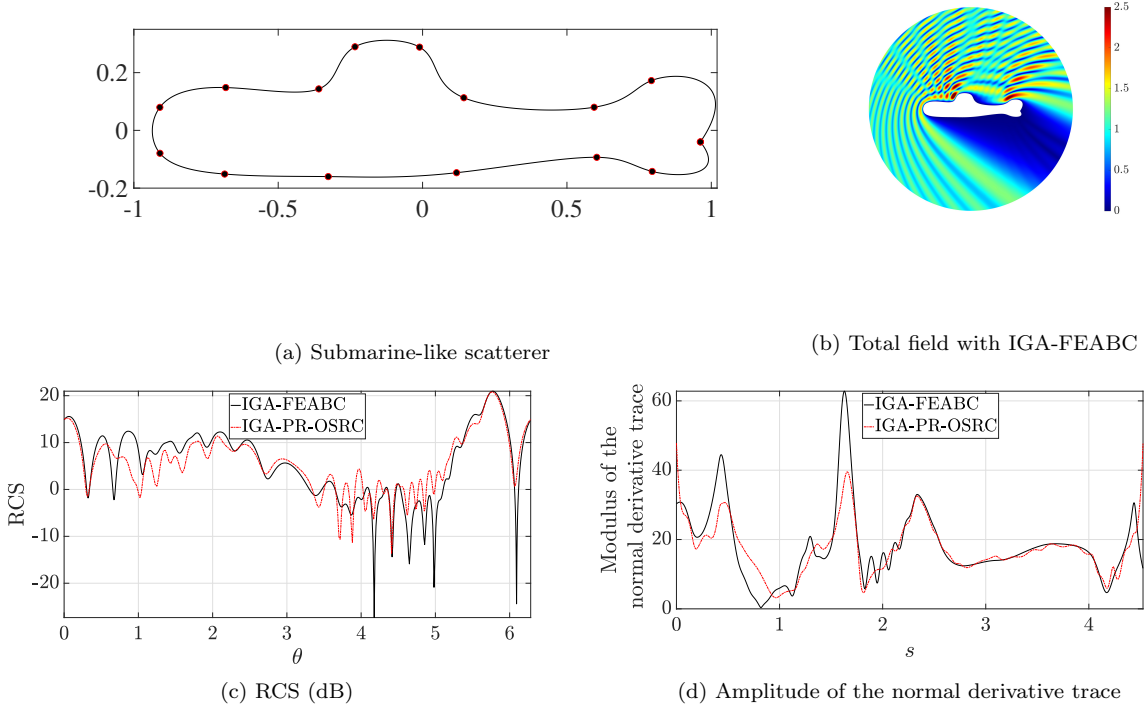 0.2
0
-0.2
-1
-0.5
0
0.5
1
2.5
2
1.5
1
0.5
0
(a) Submarine-like scatterer
(b) Total field with IGA-FEABC
20
10
0
-10
-20
RCS
IGA-FEABC
IGA-PR-OSRC
0 1 2 3 4 5 6
θ
(c) RCS (dB)
60
40
20
0
Modulus of the
normal derivative trace
IGA-FEABC
IGA-PR-OSRC
0 1 2 3 4
s
(d) Amplitude of the normal derivative trace